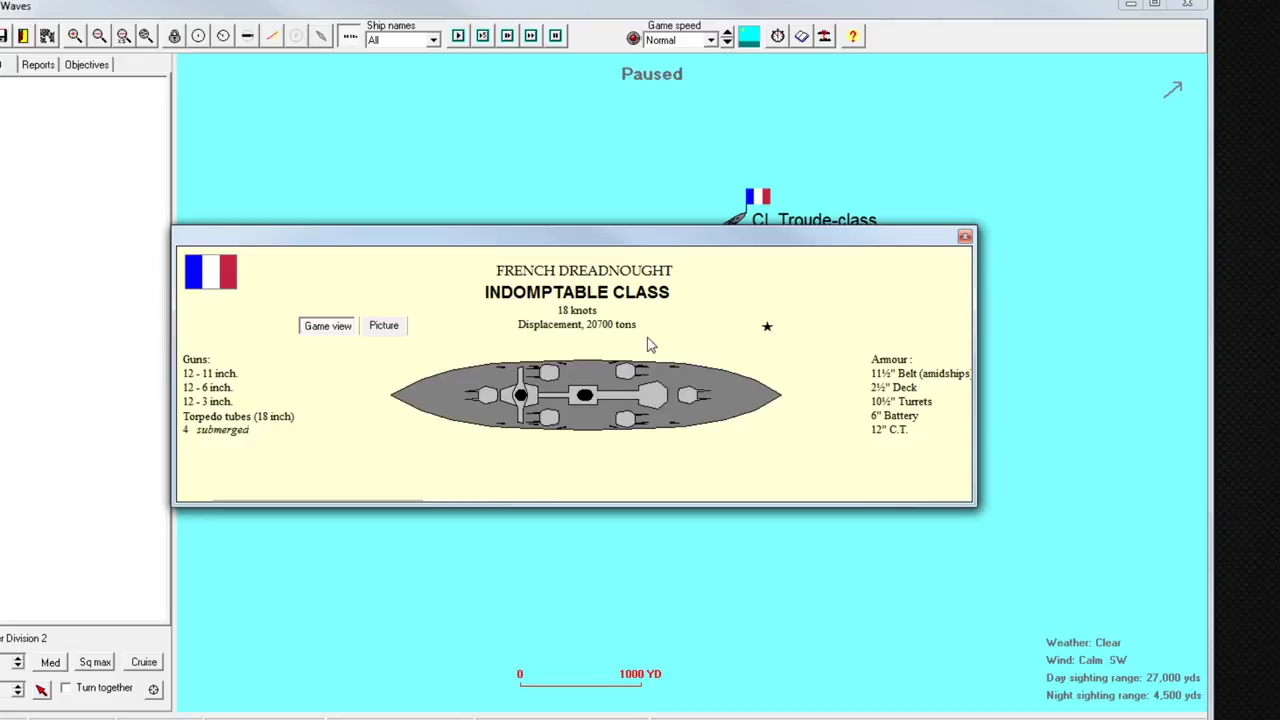 Waves
Ship names
All
Game speed
Normal
?
Reports
Objectives
Paused
CL Troude-class
FRENCH DREADNOUGHT
INDOMPTABLE CLASS
18 knots
Displacement, 20700 tons
Game view
Picture
Guns:
12 - 11 inch.
12 - 6 inch.
12 - 3 inch.
Torpedo tubes (18 inch)
4 submerged
Armour :
11½" Belt (amidships)
2½" Deck
10½" Turrets
6" Battery
12" C.T.
er Division 2
Med
Sq max
Cruise
Turn together
0 1000 YD
Weather: Clear
Wind: Calm SW
Day sighting range: 27,000 yds
Night sighting range: 4,500 yds